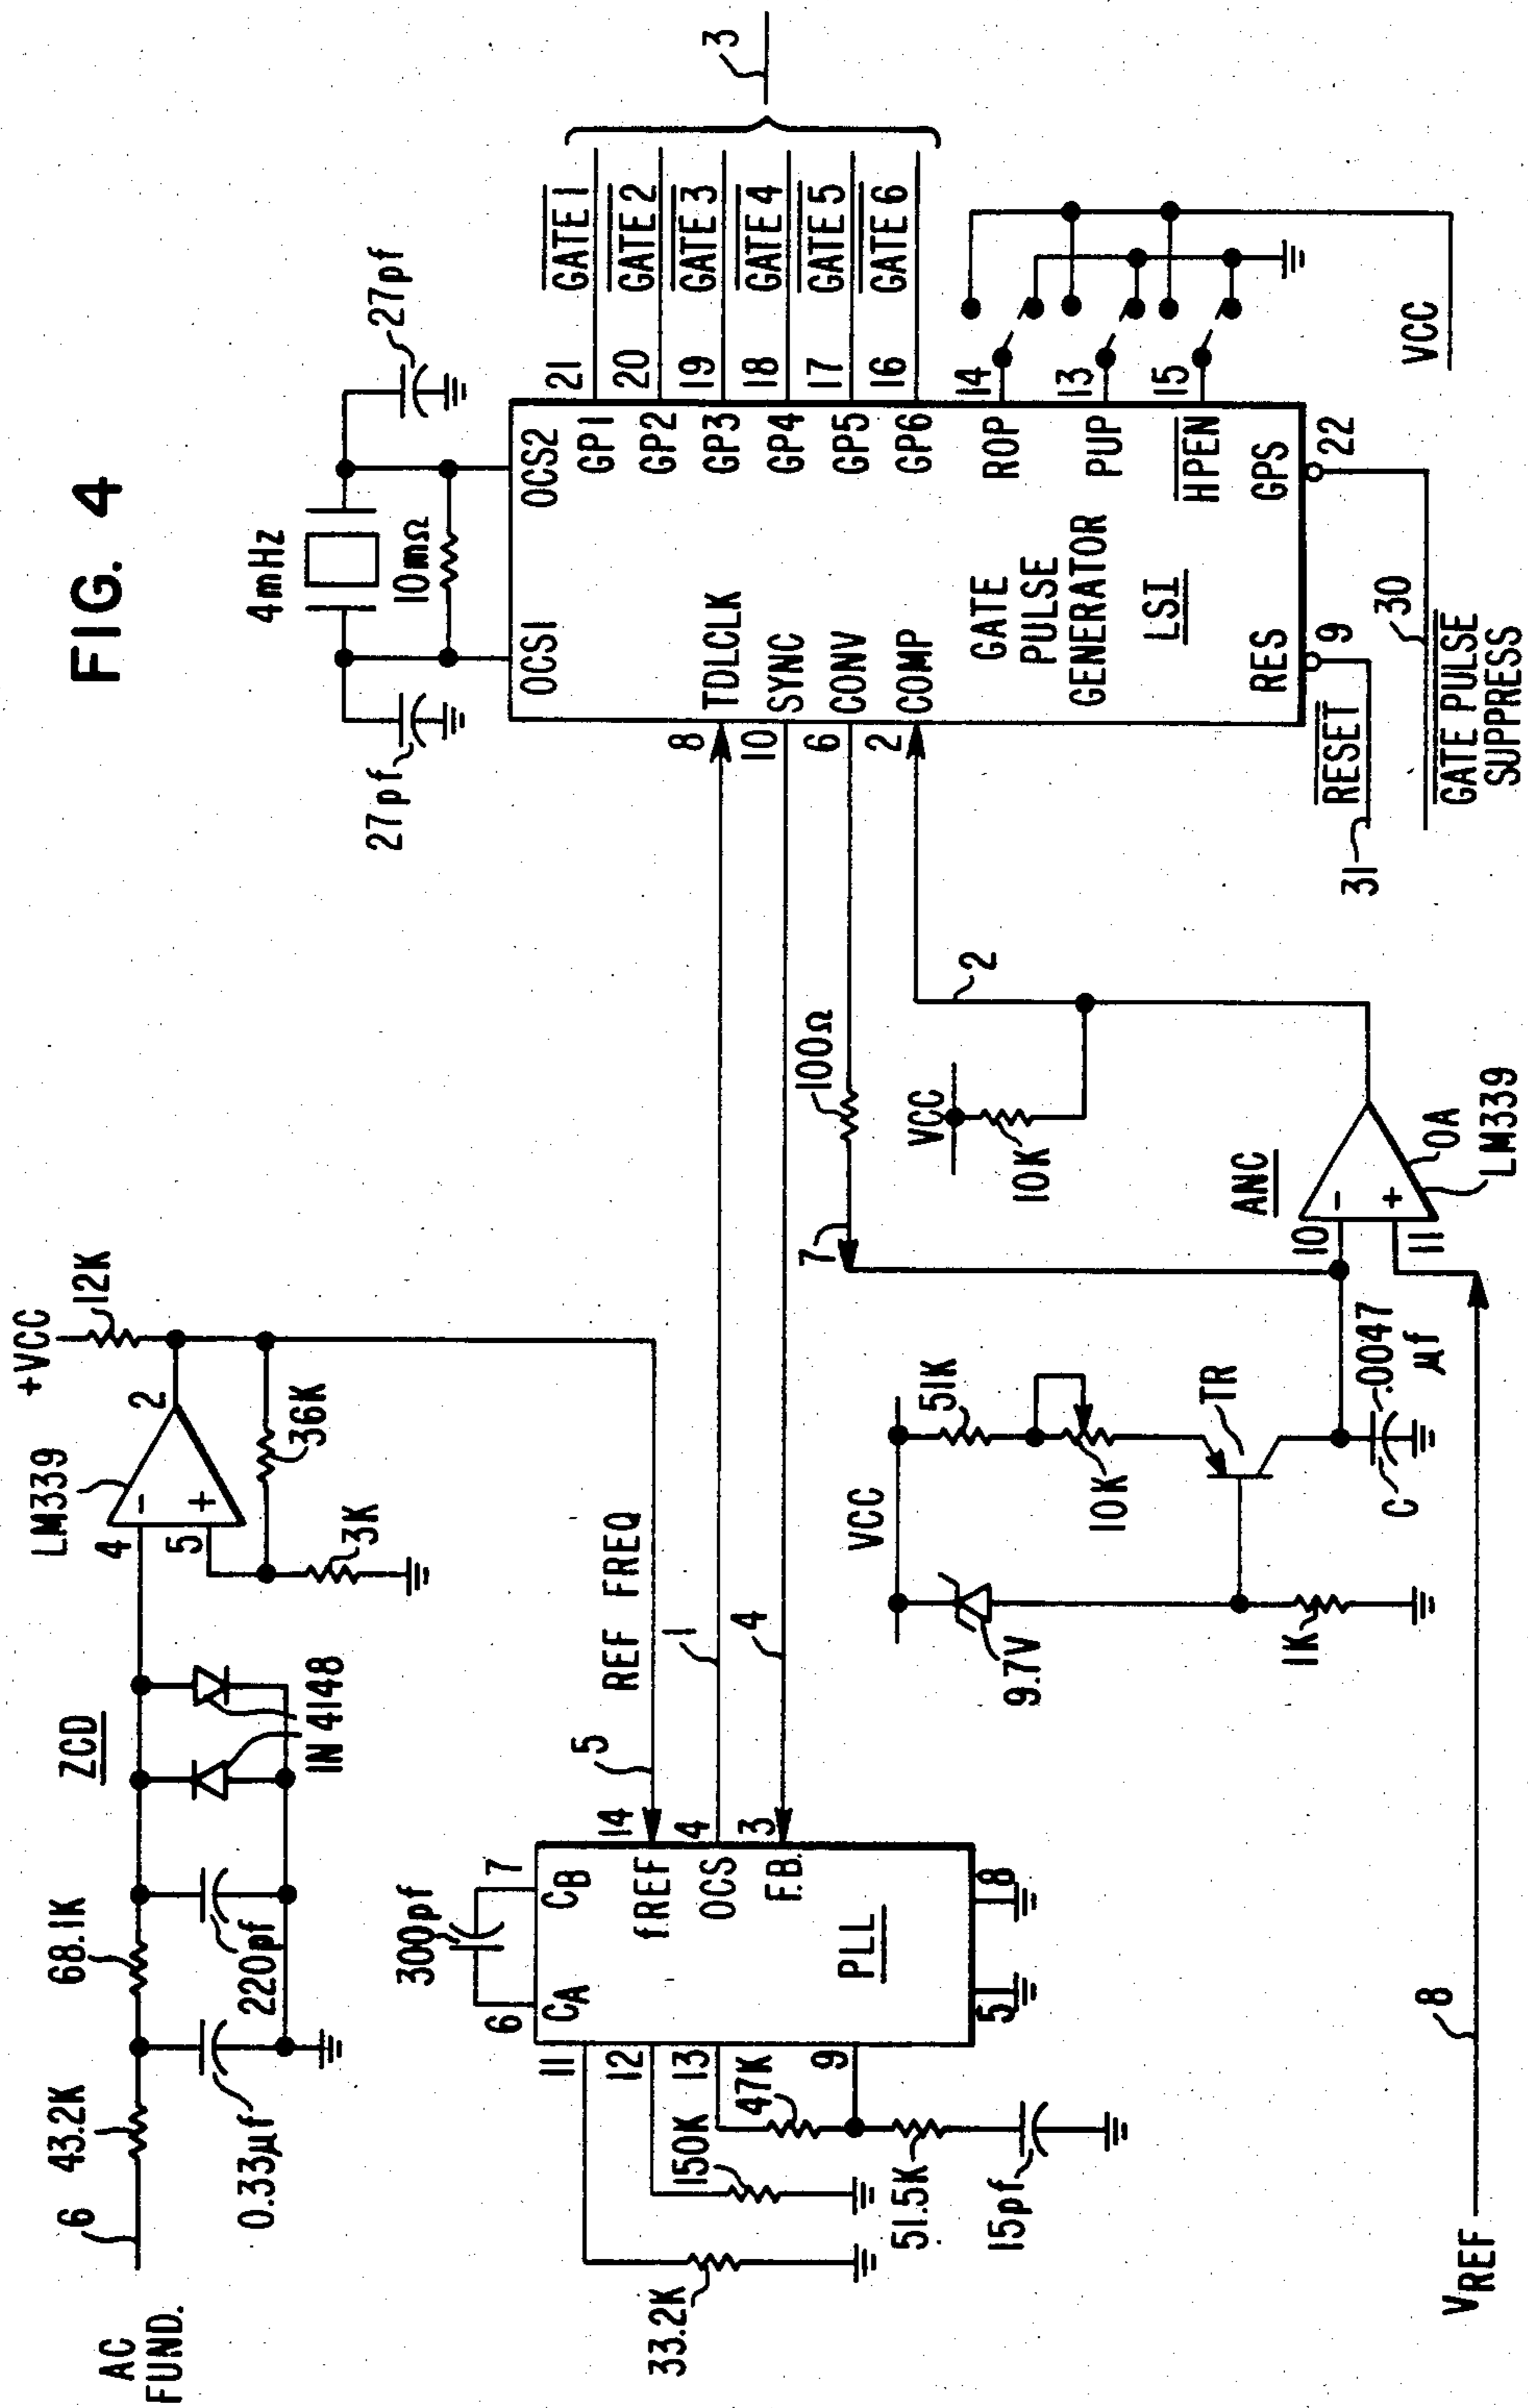 FIG. 4
AC
FUND.
6
43.2K
0.33µf
68.1K
220pf
ZCD
IN 4148
LM339
4
5
2
+VCC
12K
36K
3K
REF FREQ
5
1
4
300pf
6
7
CA
CB
11
12
13
9
14
4
3
fREF
OCS
F.B.
PLL
5
8
33.2K
150K
47K
51.5K
15pf
4mHz
10mΩ
27pf
27pf
OCS1
OCS2
8
10
6
2
TDLCLK
SYNC
CONV
COMP
GATE
PULSE
GENERATOR
LSI
GP1
GP2
GP3
GP4
GP5
GP6
ROP
PUP
HPEN
GPS
RES
21
20
19
18
17
16
14
13
15
22
9
GATE 1
GATE 2
GATE 3
GATE 4
GATE 5
GATE 6
3
VCC
RESET
31
30
GATE PULSE
SUPPRESS
7
100Ω
VCC
10K
2
ANC
10
11
OA
LM339
VCC
9.7V
1K
51K
10K
TR
C
.0047
µf
VREF
8